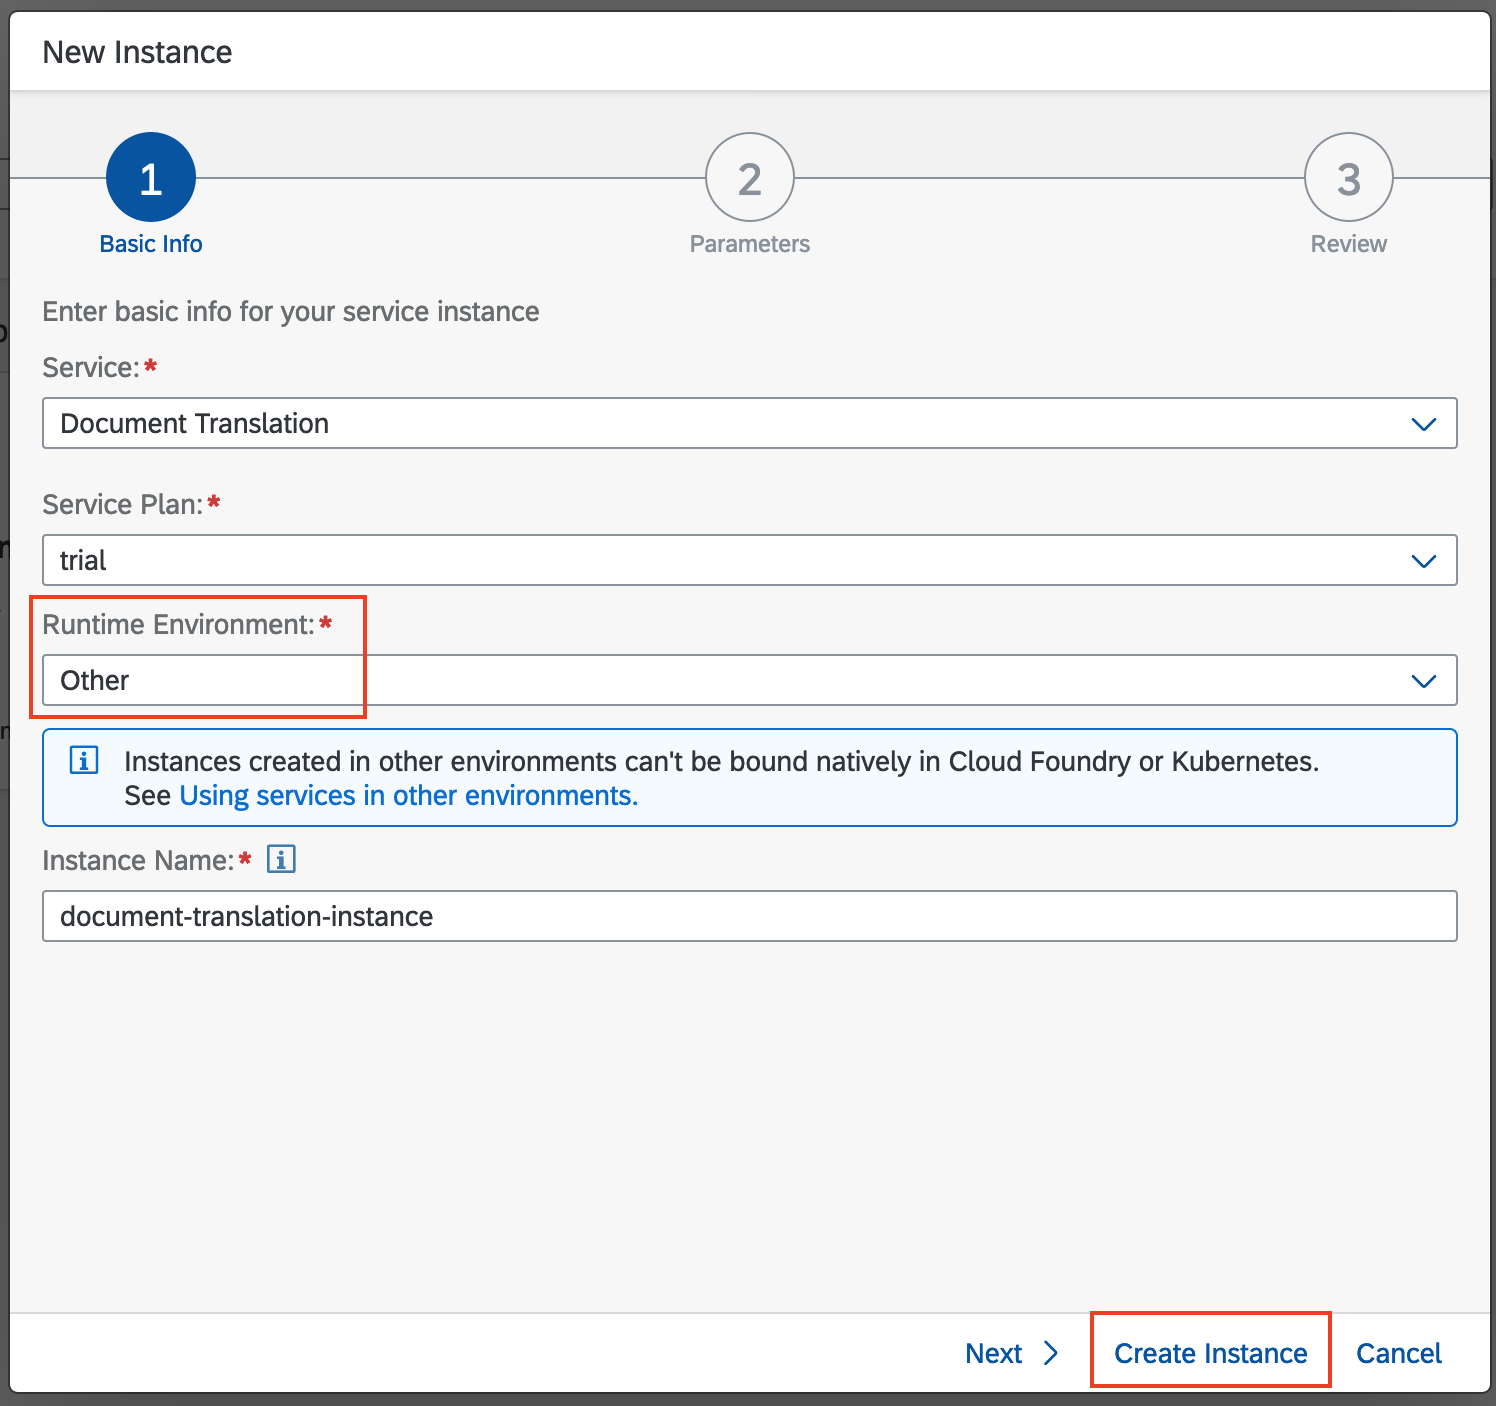 New Instance
1
2
3
Basic Info
Parameters
Review
Enter basic info for your service instance
Service:*
Document Translation
Service Plan:*
trial
Runtime Environment:*
Other
Instances created in other environments can't be bound natively in Cloud Foundry or Kubernetes.
See Using services in other environments.
Instance Name:*
document-translation-instance
Next
Create Instance
Cancel